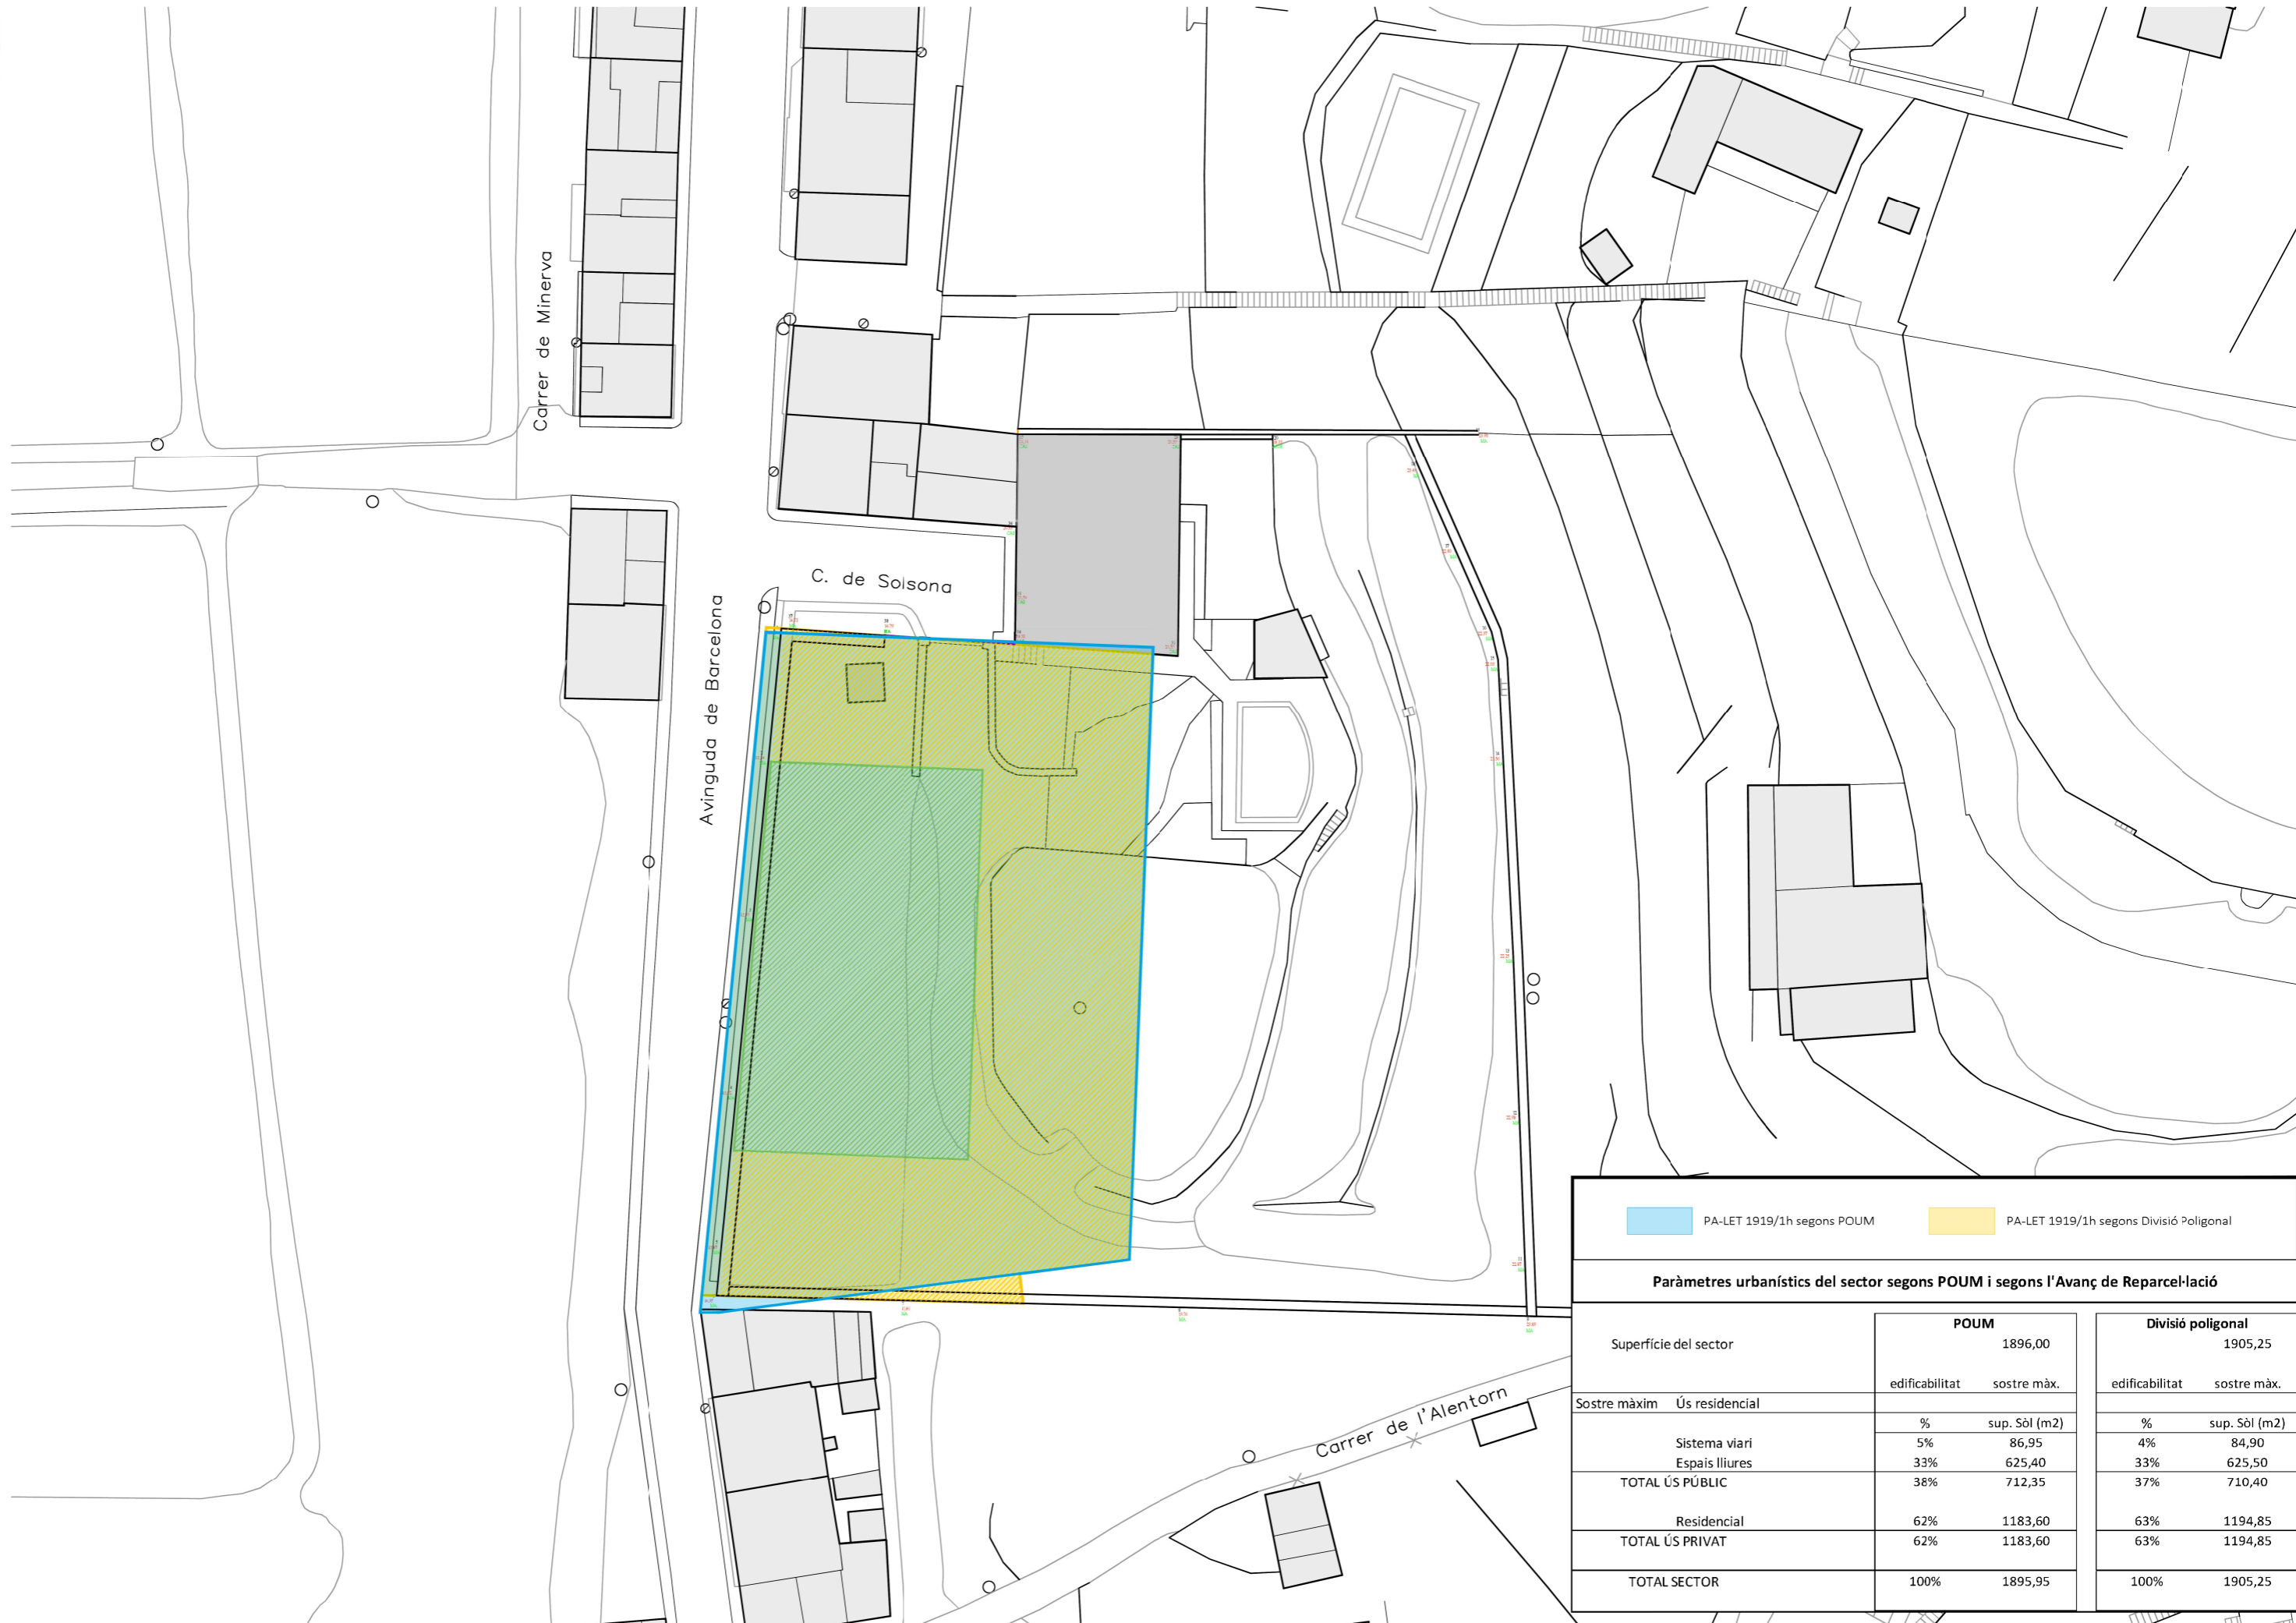 Carrer de Minerva
C. de Solsona
Avinguda de Barcelona
Carrer de l'Alentorn
PA-LET 1919/1h segons POUM
PA-LET 1919/1h segons Divisió Poligonal
Paràmetres urbanístics del sector segons POUM i segons l'Avanç de Reparcel·lació
POUM Divisió poligonal
Superfície del sector 1896,00 1905,25
edificabilitat sostre màx. edificabilitat sostre màx.
Sostre màxim Ús residencial
% sup. Sòl (m2) % sup. Sòl (m2)
Sistema viari 5% 86,95 4% 84,90
Espais lliures 33% 625,40 33% 625,50
TOTAL ÚS PÚBLIC 38% 712,35 37% 710,40
Residencial 62% 1183,60 63% 1194,85
TOTAL ÚS PRIVAT 62% 1183,60 63% 1194,85
TOTAL SECTOR 100% 1895,95 100% 1905,25